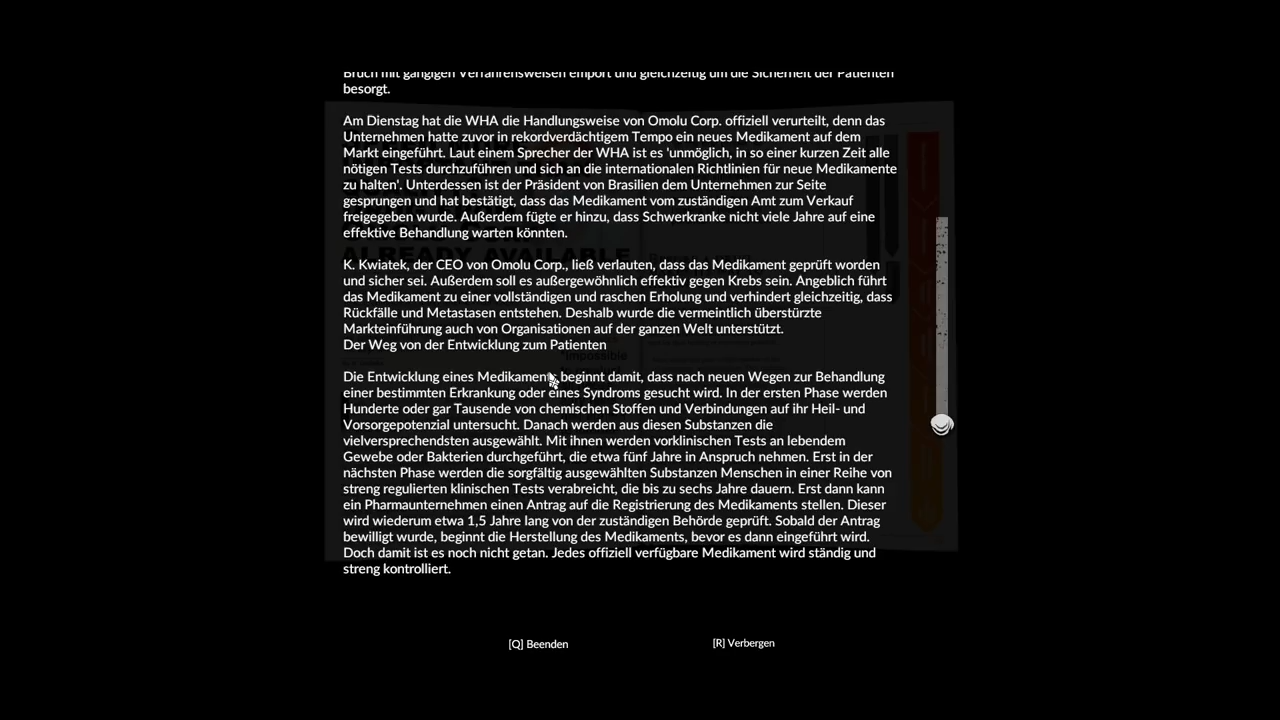 Bruch mit gängigen Verfahrensweisen empört und gleichzeitig um die Sicherheit der Patienten
besorgt.
Am Dienstag hat die WHA die Handlungsweise von Omolu Corp. offiziell verurteilt, denn das
Unternehmen hatte zuvor in rekordverdächtigem Tempo ein neues Medikament auf dem
Markt eingeführt. Laut einem Sprecher der WHA ist es 'unmöglich, in so einer kurzen Zeit alle
nötigen Tests durchzuführen und sich an die internationalen Richtlinien für neue Medikamente
zu halten'. Unterdessen ist der Präsident von Brasilien dem Unternehmen zur Seite
gesprungen und hat bestätigt, dass das Medikament vom zuständigen Amt zum Verkauf
freigegeben wurde. Außerdem fügte er hinzu, dass Schwerkranke nicht viele Jahre auf eine
effektive Behandlung warten könnten.
ALREADY AVAILABLE
K. Kwiatek, der CEO von Omolu Corp., ließ verlauten, dass das Medikament geprüft worden
und sicher sei. Außerdem soll es außergewöhnlich effektiv gegen Krebs sein. Angeblich führt
das Medikament zu einer vollständigen und raschen Erholung und verhindert gleichzeitig, dass
Rückfälle und Metastasen entstehen. Deshalb wurde die vermeintlich überstürzte
Markteinführung auch von Organisationen auf der ganzen Welt unterstützt.
Der Weg von der Entwicklung zum Patienten
"Impossible
Die Entwicklung eines Medikaments beginnt damit, dass nach neuen Wegen zur Behandlung
einer bestimmten Erkrankung oder eines Syndroms gesucht wird. In der ersten Phase werden
Hunderte oder gar Tausende von chemischen Stoffen und Verbindungen auf ihr Heil- und
Vorsorgepotenzial untersucht. Danach werden aus diesen Substanzen die
vielversprechendsten ausgewählt. Mit ihnen werden vorklinischen Tests an lebendem
Gewebe oder Bakterien durchgeführt, die etwa fünf Jahre in Anspruch nehmen. Erst in der
nächsten Phase werden die sorgfältig ausgewählten Substanzen Menschen in einer Reihe von
streng regulierten klinischen Tests verabreicht, die bis zu sechs Jahre dauern. Erst dann kann
ein Pharmaunternehmen einen Antrag auf die Registrierung des Medikaments stellen. Dieser
wird wiederum etwa 1,5 Jahre lang von der zuständigen Behörde geprüft. Sobald der Antrag
bewilligt wurde, beginnt die Herstellung des Medikaments, bevor es dann eingeführt wird.
Doch damit ist es noch nicht getan. Jedes offiziell verfügbare Medikament wird ständig und
streng kontrolliert.
[Q] Beenden
[R] Verbergen